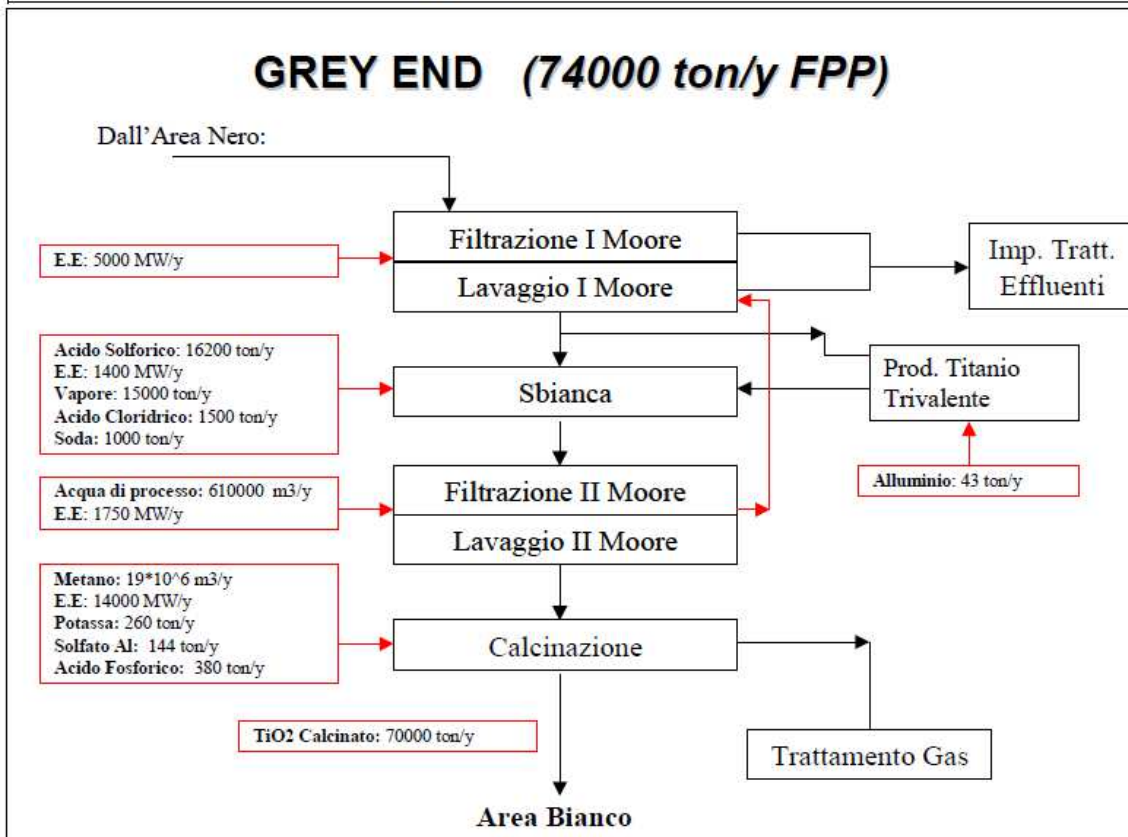 GREY END (74000 ton/y FPP)
Dall'Area Nero:
Filtrazione I Moore
Lavaggio I Moore
Imp. Tratt.
Effluenti
E.E: 5000 MW/y
Acido Solforico: 16200 ton/y
E.E: 1400 MW/y
Vapore: 15000 ton/y
Acido Cloridrico: 1500 ton/y
Soda: 1000 ton/y
Sbianca
Prod. Titanio
Trivalente
Alluminio: 43 ton/y
Acqua di processo: 610000 m3/y
E.E: 1750 MW/y
Filtrazione II Moore
Lavaggio II Moore
Metano: 19*10^6 m3/y
E.E: 14000 MW/y
Potassa: 260 ton/y
Solfato Al: 144 ton/y
Acido Fosforico: 380 ton/y
Calcinazione
TiO2 Calcinato: 70000 ton/y
Trattamento Gas
Area Bianco